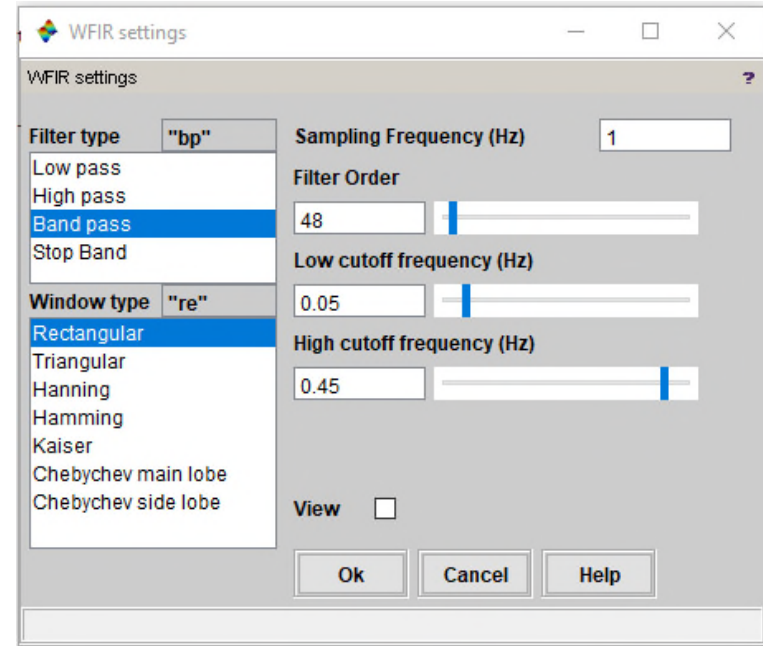 WFIR settings
WFIR settings
?
Filter type "bp"
Low pass
High pass
Band pass
Stop Band
Window type "re"
Rectangular
Triangular
Hanning
Hamming
Kaiser
Chebychev main lobe
Chebychev side lobe
Sampling Frequency (Hz) 1
Filter Order
48
Low cutoff frequency (Hz)
0.05
High cutoff frequency (Hz)
0.45
View
Ok Cancel Help